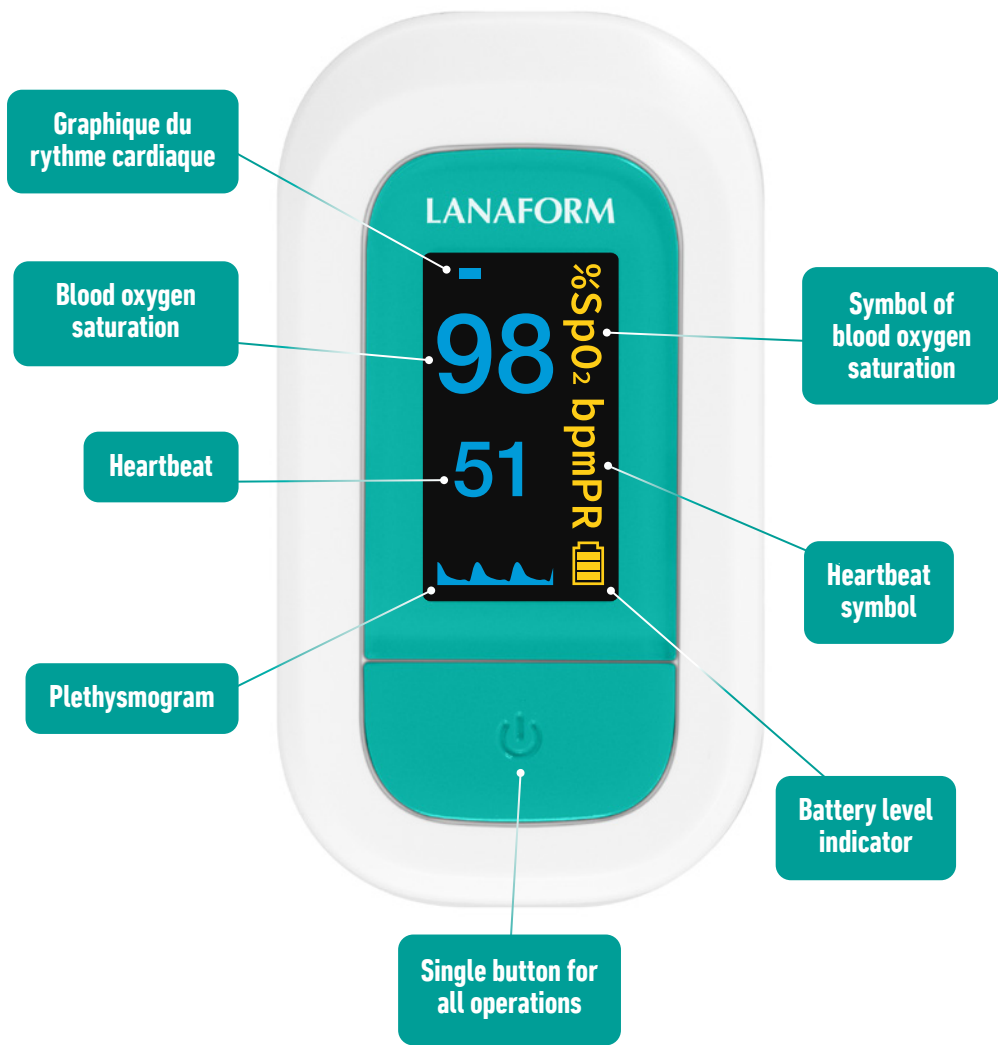 Graphique du
rythme cardiaque
LANAFORM
Blood oxygen
saturation
98
%SpO₂ bpmPR
Symbol of
blood oxygen
saturation
Heartbeat
51
Heartbeat
symbol
Plethysmogram
Battery level
indicator
Single button for
all operations